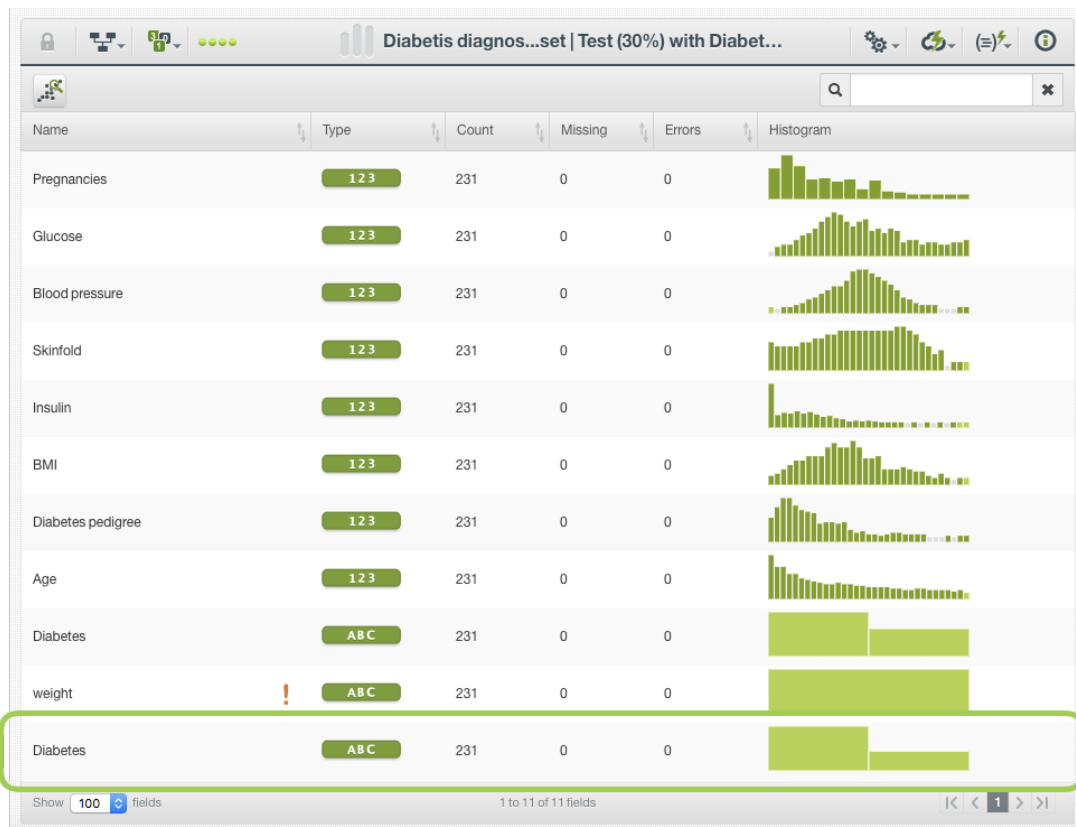 Diabetis diagnos...set | Test (30%) with Diabet...
Name Type Count Missing Errors Histogram
Pregnancies 123 231 0 0
Glucose 123 231 0 0
Blood pressure 123 231 0 0
Skinfold 123 231 0 0
Insulin 123 231 0 0
BMI 123 231 0 0
Diabetes pedigree 123 231 0 0
Age 123 231 0 0
Diabetes ABC 231 0 0
weight ! ABC 231 0 0
Diabetes ABC 231 0 0
Show 100 fields 1 to 11 of 11 fields 1